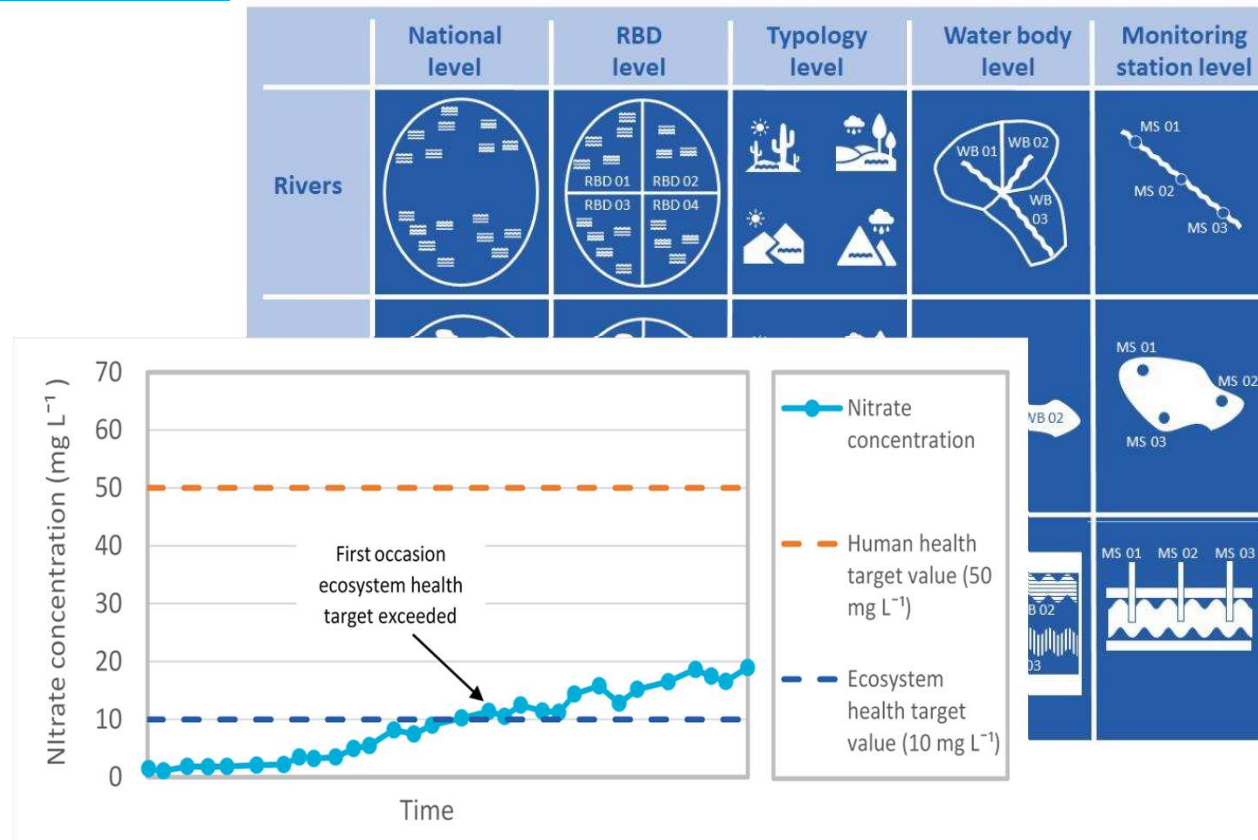 National level
RBD level
Typology level
Water body level
Monitoring station level
Rivers
RBD 01
RBD 02
RBD 03
RBD 04
WB 01
WB 02
WB 03
MS 01
MS 02
MS 03
MS 01
MS 02
MS 03
WB 02
MS 01
MS 02
MS 03
NItrate concentration (mg L⁻¹ )
70
60
50
40
30
20
10
0
First occasion
ecosystem health
target exceeded
Time
Nitrate
concentration
Human health
target value (50
mg L⁻¹)
Ecosystem
health target
value (10 mg L⁻¹)